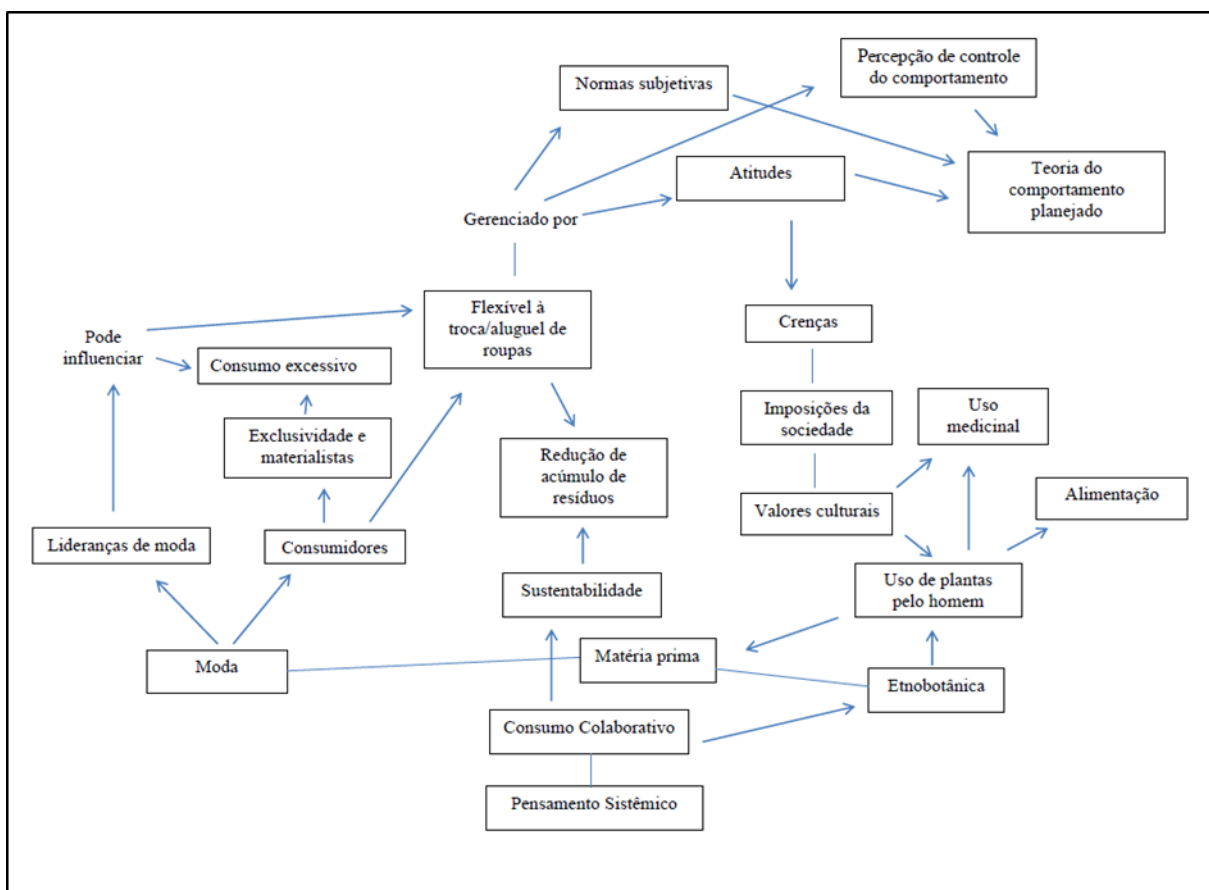 Percepção de controle
do comportamento
Normas subjetivas
Teoria do
comportamento
planejado
Atitudes
Gerenciado por
Flexível à
troca/aluguel de
roupas
Crenças
Pode
influenciar
Consumo excessivo
Imposições da
sociedade
Uso
medicinal
Exclusividade e
materialistas
Redução de
acúmulo de
resíduos
Alimentação
Valores culturais
Lideranças de moda
Consumidores
Uso de plantas
pelo homem
Sustentabilidade
Moda
Matéria prima
Etnobotânica
Consumo Colaborativo
Pensamento Sistêmico